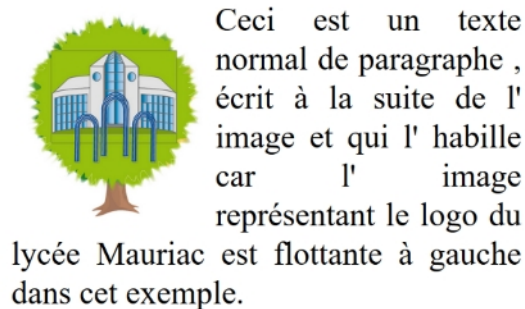 Ceci est un texte
normal de paragraphe ,
écrit à la suite de l'
image et qui l' habille
car l' image
représentant le logo du
lycée Mauriac est flottante à gauche
dans cet exemple.